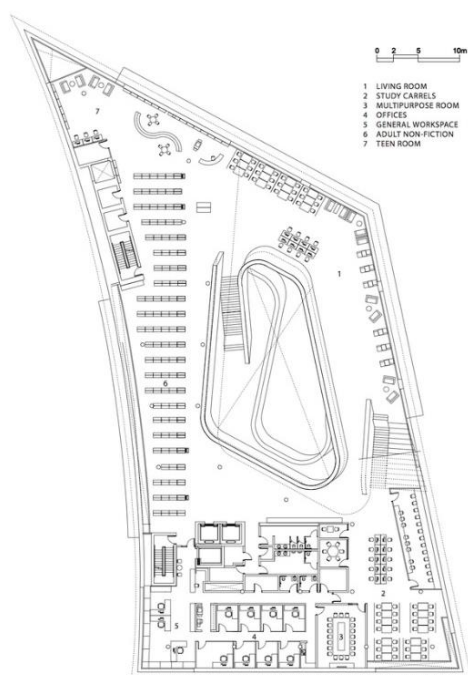 0 2 5 10m
1 LIVING ROOM
2 STUDY CARRELS
3 MULTIPURPOSE ROOM
4 OFFICES
5 GENERAL WORKSPACE
6 ADULT NON-FICTION
7 TEEN ROOM
7
1
6
2
5
4
3